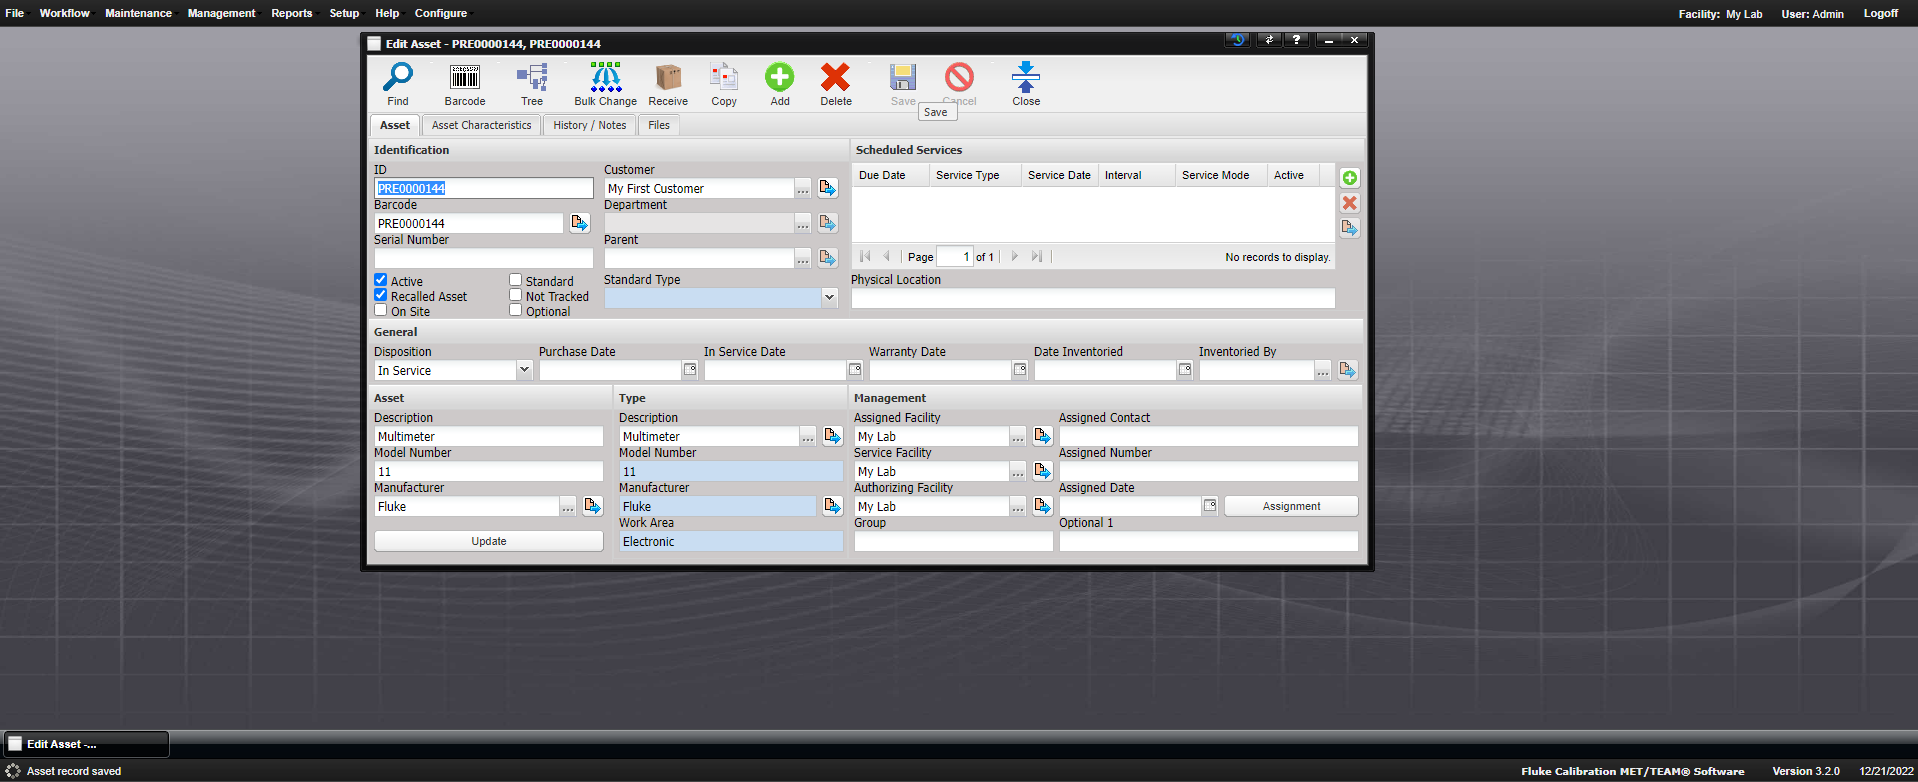 File Workflow Maintenance Management Reports Setup Help Configure Facility: My Lab User: Admin Logoff
Edit Asset - PRE0000144, PRE0000144
Find Barcode Tree Bulk Change Receive Copy Add Delete Save Cancel Close
Save
Asset Asset Characteristics History / Notes Files
Identification Scheduled Services
ID Customer
Due Date Service Type Service Date Interval Service Mode Active
PRE0000144 My First Customer ...
Barcode Department
PRE0000144 ...
Serial Number Parent
...
Page 1 of 1 No records to display.
Active Standard Standard Type Physical Location
Recalled Asset Not Tracked
On Site Optional
General
Disposition Purchase Date In Service Date Warranty Date Date Inventoried Inventoried By
In Service ...
Asset Type Management
Description Description Assigned Facility Assigned Contact
Multimeter Multimeter ... My Lab ...
Model Number Model Number Service Facility Assigned Number
11 11 My Lab ...
Manufacturer Manufacturer Authorizing Facility Assigned Date
Fluke ... Fluke My Lab ... Assignment
Work Area Group Optional 1
Update Electronic
Edit Asset -...
Asset record saved Fluke Calibration MET/TEAM® Software Version 3.2.0 12/21/2022